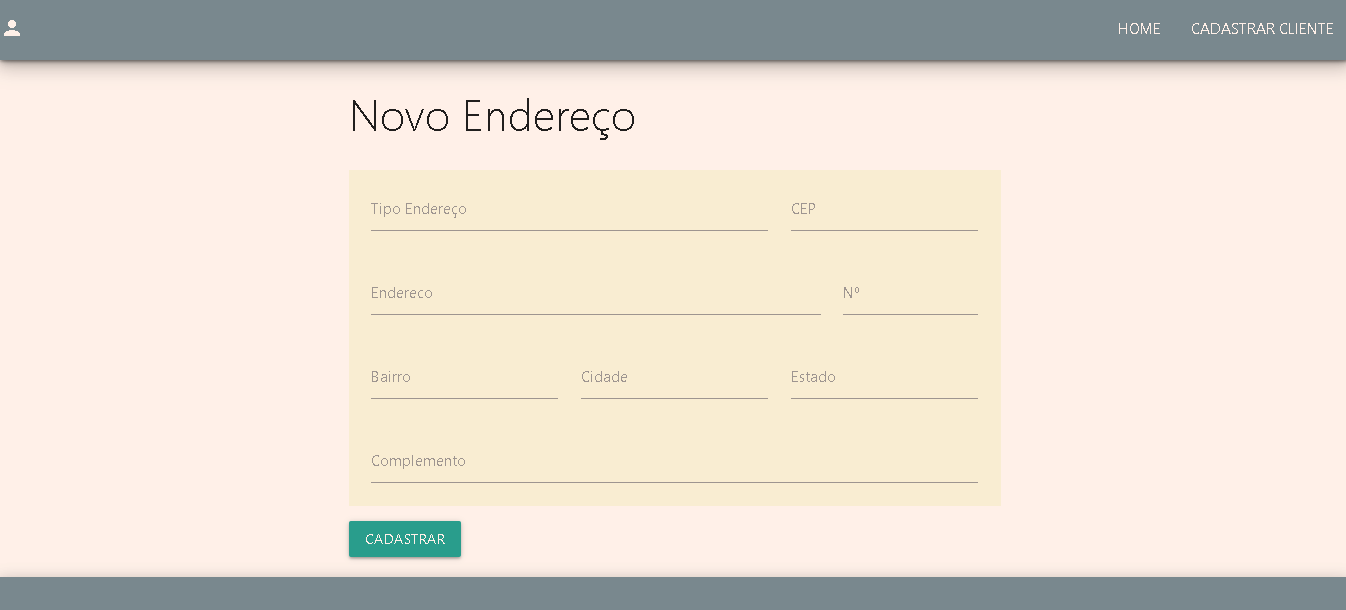 HOME CADASTRAR CLIENTE
Novo Endereço
Tipo Endereço CEP
Endereco Nº
Bairro Cidade Estado
Complemento
CADASTRAR